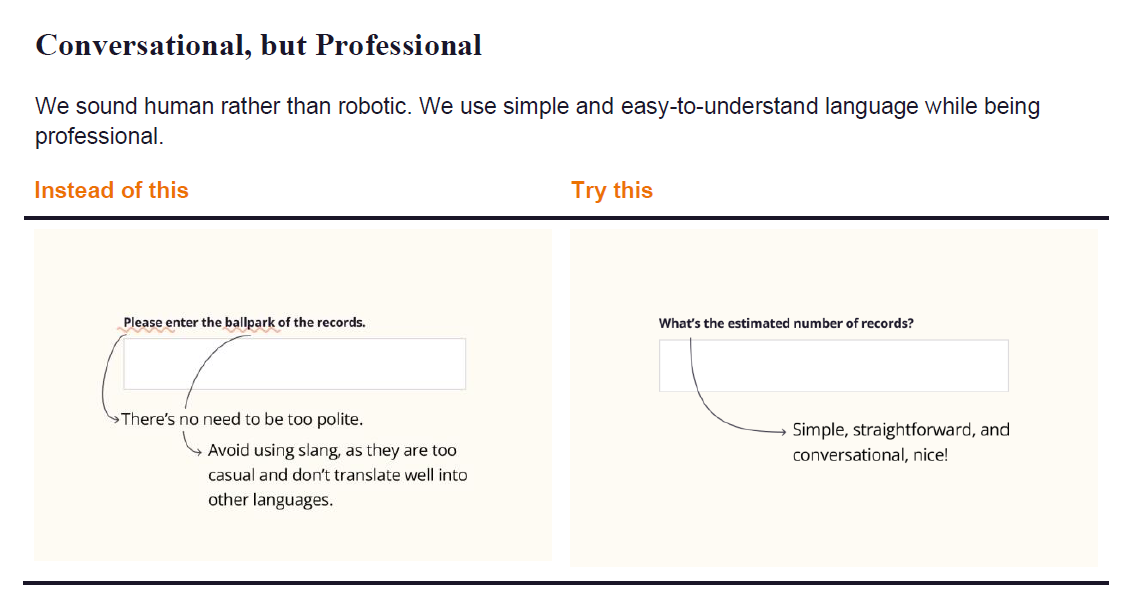 Conversational, but Professional
We sound human rather than robotic. We use simple and easy-to-understand language while being
professional.
Instead of this
Try this
Please enter the ballpark of the records.
There's no need to be too polite.
Avoid using slang, as they are too
casual and don't translate well into
other languages.
What's the estimated number of records?
Simple, straightforward, and
conversational, nice!